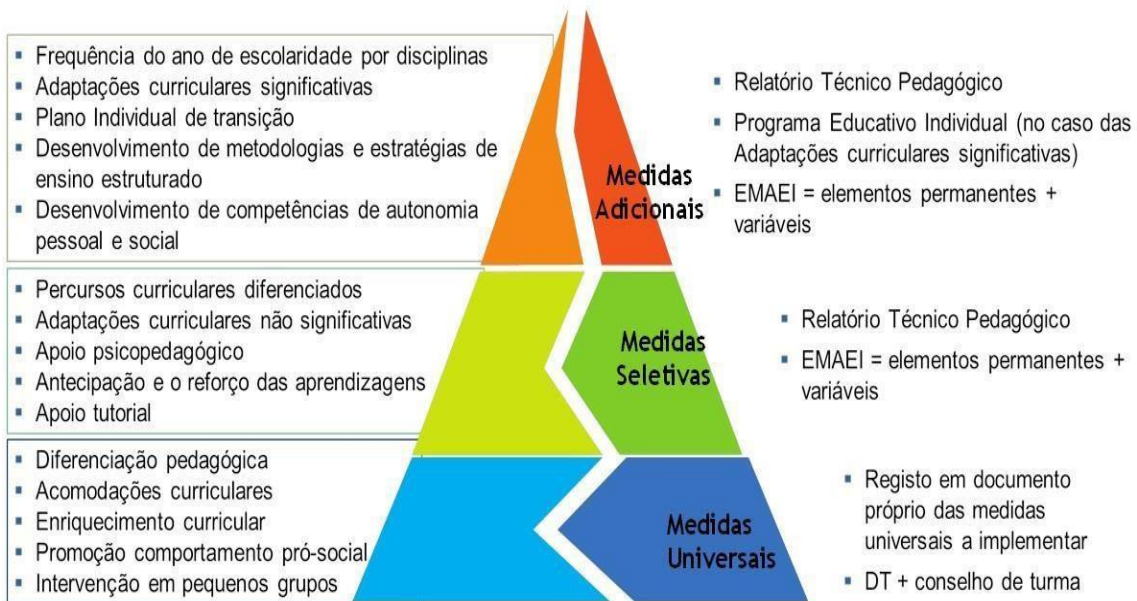 Frequência do ano de escolaridade por disciplinas
Adaptações curriculares significativas
Plano Individual de transição
Desenvolvimento de metodologias e estratégias de
ensino estruturado
Desenvolvimento de competências de autonomia
pessoal e social
Medidas
Adicionais
Relatório Técnico Pedagógico
Programa Educativo Individual (no caso das
Adaptações curriculares significativas)
EMAEI = elementos permanentes +
variáveis
Percursos curriculares diferenciados
Adaptações curriculares não significativas
Apoio psicopedagógico
Antecipação e o reforço das aprendizagens
Apoio tutorial
Medidas
Seletivas
Relatório Técnico Pedagógico
EMAEI = elementos permanentes +
variáveis
Diferenciação pedagógica
Acomodações curriculares
Enriquecimento curricular
Promoção comportamento pró-social
Intervenção em pequenos grupos
Medidas
Universais
Registo em documento
próprio das medidas
universais a implementar
DT + conselho de turma